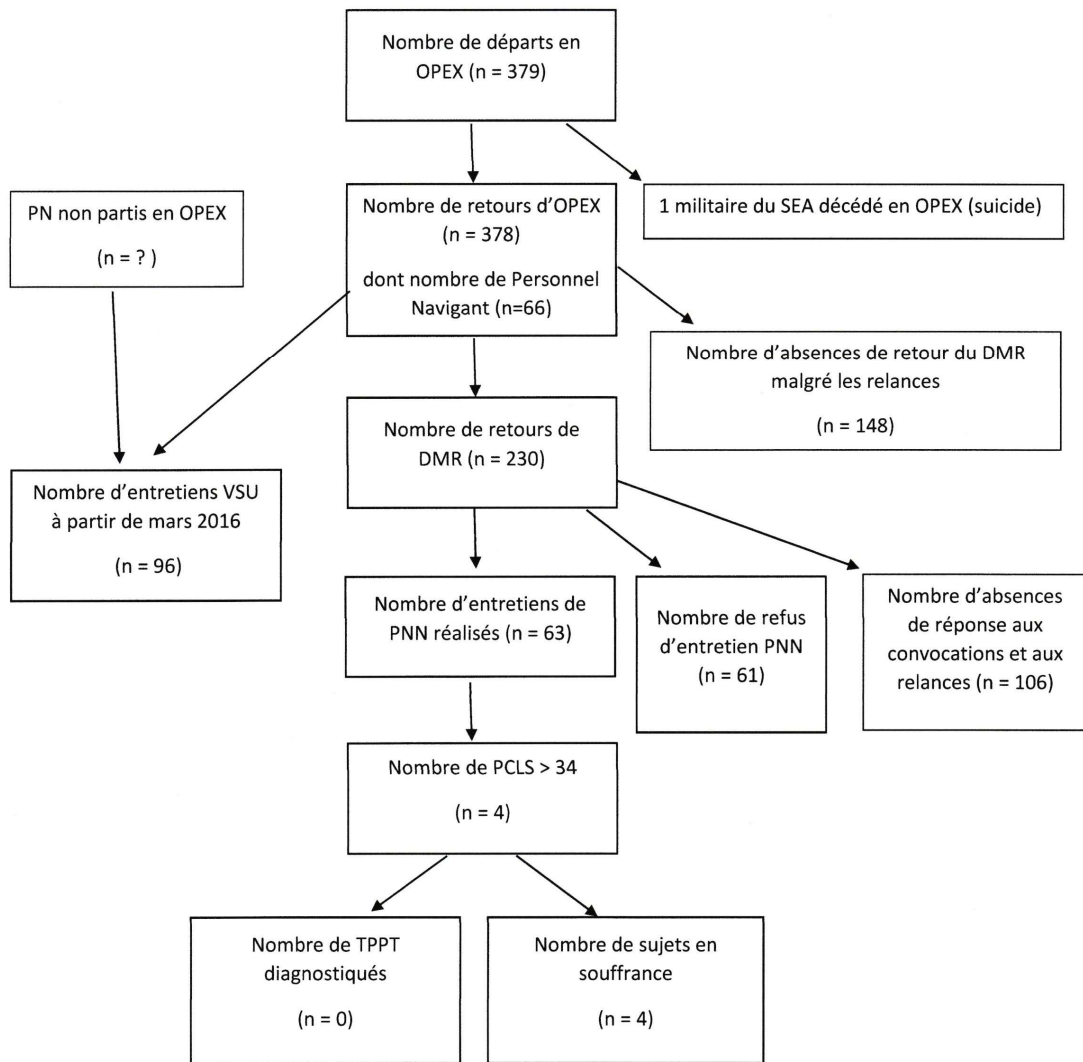 Nombre de départs en
OPEX (n = 379)
PN non partis en OPEX
(n = ? )
Nombre de retours d’OPEX
(n = 378)
dont nombre de Personnel
Navigant (n=66)
1 militaire du SEA décédé en OPEX (suicide)
Nombre d’absences de retour du DMR
malgré les relances
(n = 148)
Nombre de retours de
DMR (n = 230)
Nombre d’entretiens VSU
à partir de mars 2016
(n = 96)
Nombre d’entretiens de
PNN réalisés (n = 63)
Nombre de refus
d’entretien PNN
(n = 61)
Nombre d’absences
de réponse aux
convocations et aux
relances (n = 106)
Nombre de PCLS > 34
(n = 4)
Nombre de TPPT
diagnostiqués
(n = 0)
Nombre de sujets en
souffrance
(n = 4)